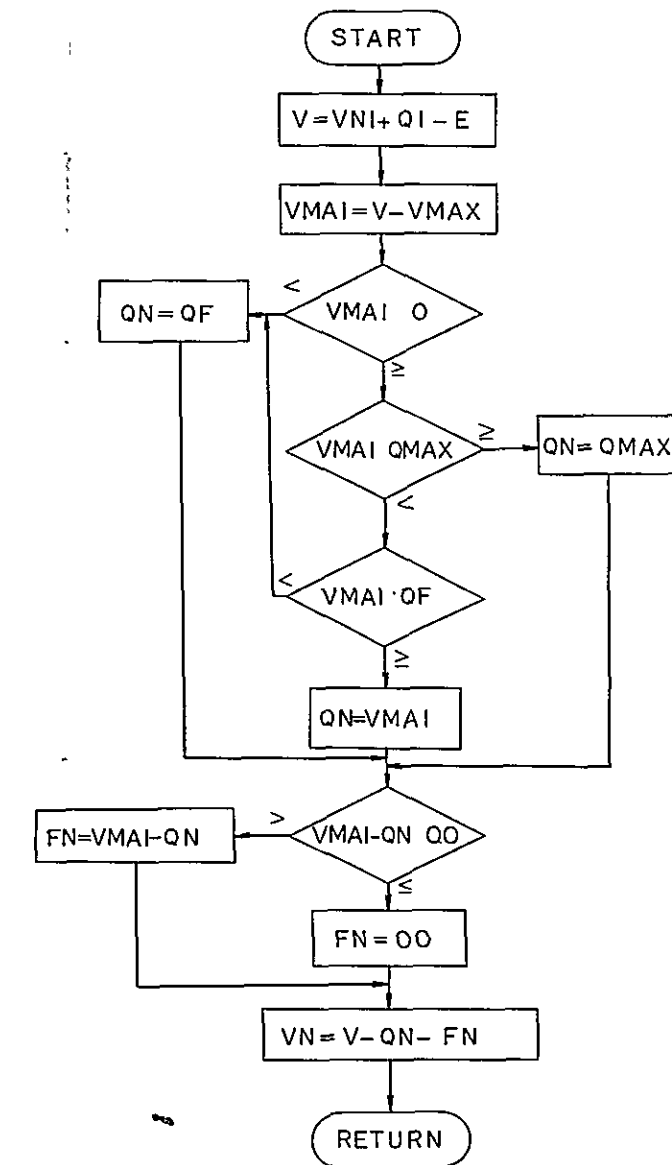 START
V=VNI+QI-E
VMAI=V-VMAX
<
QN=QF
VMAI O
≥
VMAI QMAX
≥
QN=QMAX
<
<
VMAI·QF
≥
QN=VMAI
>
FN=VMAI-QN
VMAI-QN OO
≤
FN=OO
VN=V-QN-FN
RETURN